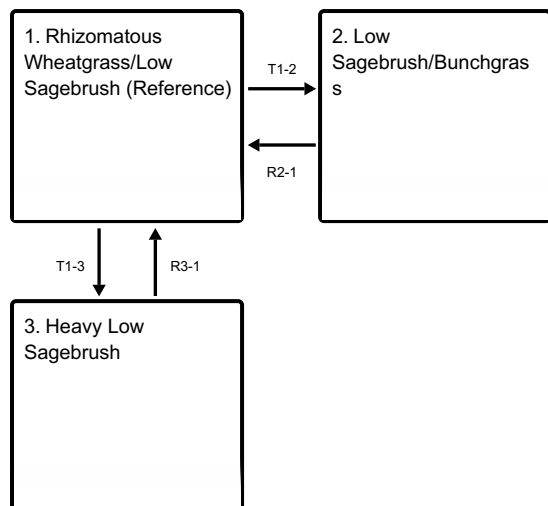 1. Rhizomatous
Wheatgrass/Low
Sagebrush (Reference)
T1-2
2. Low
Sagebrush/Bunchgras
s
R2-1
T1-3
R3-1
3. Heavy Low
Sagebrush